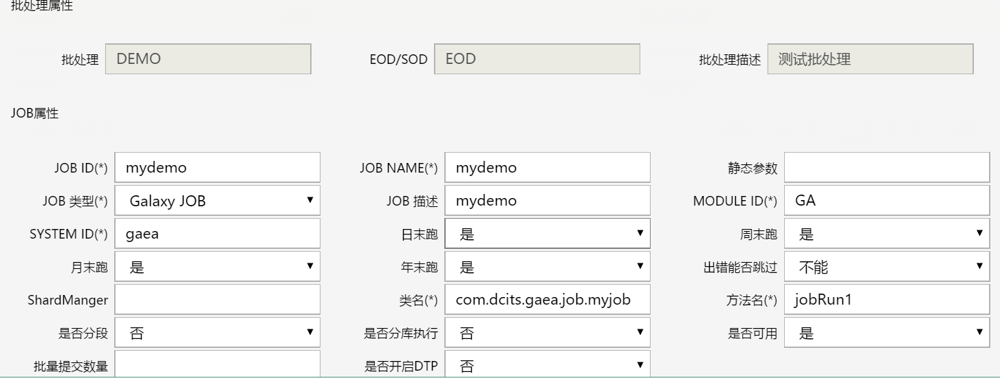 批处理属性
批处理 DEMO EOD/SOD EOD 批处理描述 测试批处理
JOB属性
JOB ID(*) mydemo JOB NAME(*) mydemo 静态参数
JOB 类型(*) Galaxy JOB JOB 描述 mydemo MODULE ID(*) GA
SYSTEM ID(*) gaea 日末跑 是 周末跑 是
月末跑 是 年末跑 是 出错能否跳过 不能
ShardManger 类名(*) com.dcits.gaea.job.myjob 方法名(*) jobRun1
是否分段 否 是否分库执行 否 是否可用 是
批量提交数量 是否开启DTP 否